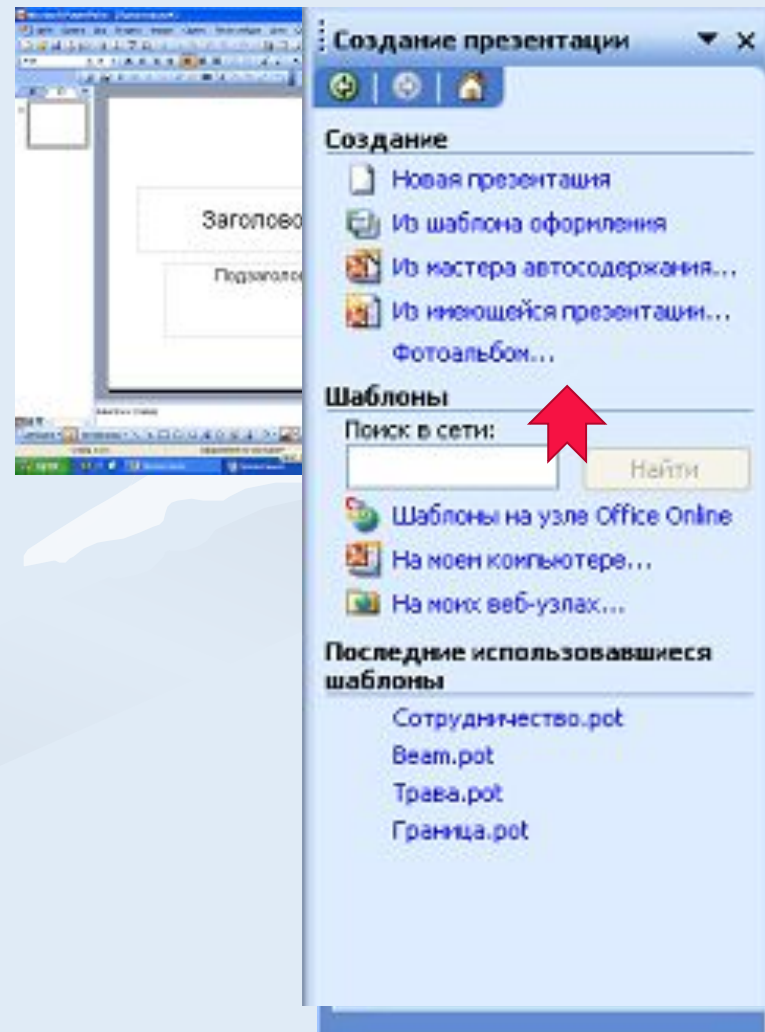 Заголово
Подзаголо
Создание презентации
Создание
Новая презентация
Из шаблона оформления
Из мастера автосодержания...
Из имеющейся презентации...
Фотоальбом...
Шаблоны
Поиск в сети:
Найти
Шаблоны на узле Office Online
На моем компьютере...
На моих веб-узлах...
Последние использовавшиеся
шаблоны
Сотрудничество.pot
Beam.pot
Трава.pot
Граница.pot